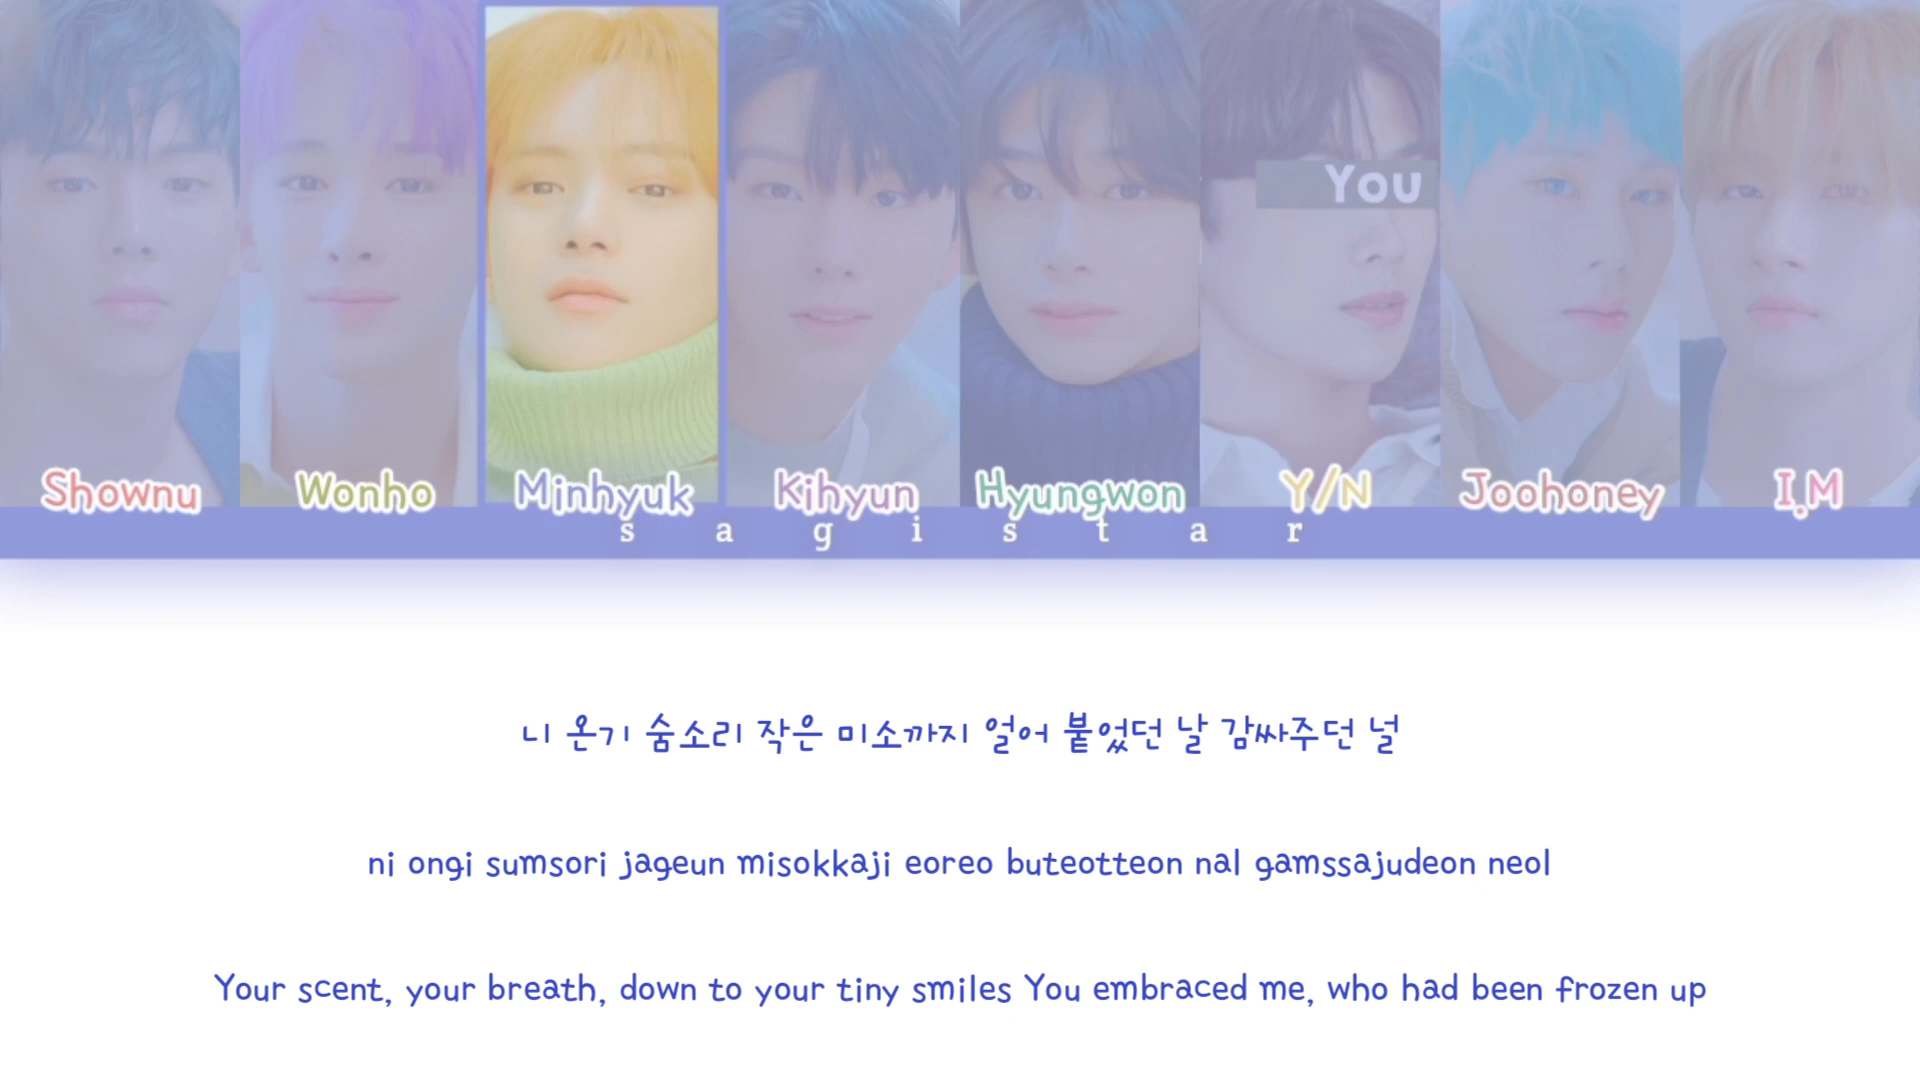 You
Shownu Wonho Minhyuk Kihyun Hyungwon Y/N Joohoney I.M
sagistar
니 온기 숨소리 작은 미소까지 얼어 붙었던 날 감싸주던 널
ni ongi sumsori jageun misokkaji eoreo buteotteon nal gamssajudeon neol
Your scent, your breath, down to your tiny smiles You embraced me, who had been frozen up